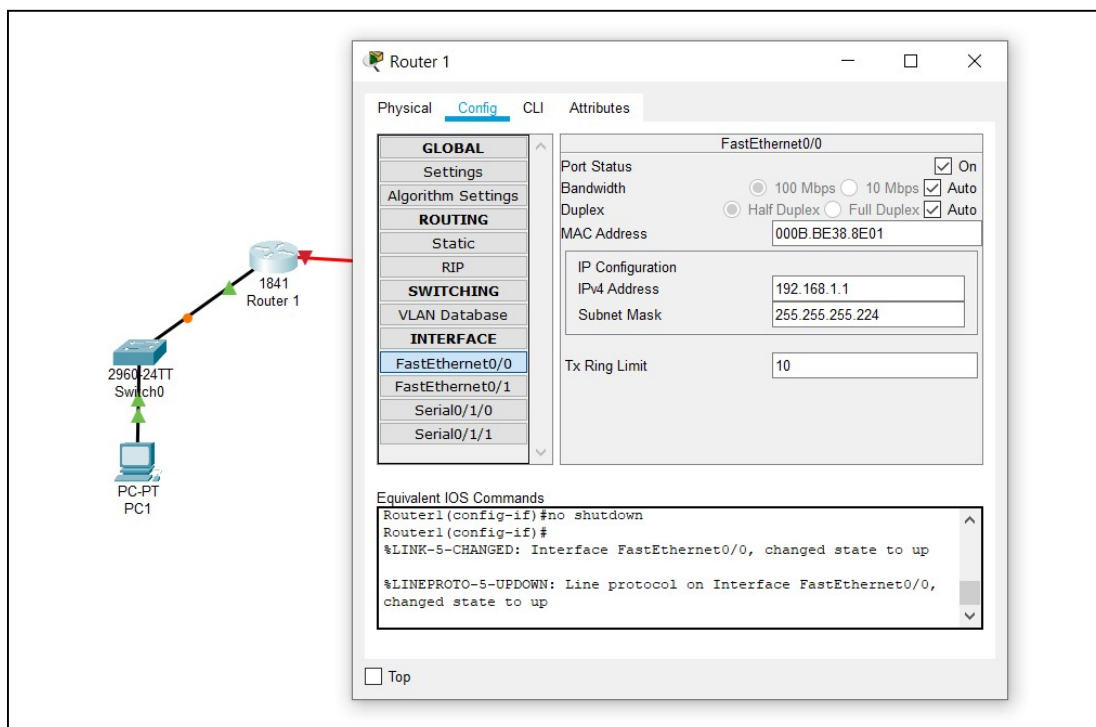 Router 1
Physical Config CLI Attributes
GLOBAL
Settings
Algorithm Settings
ROUTING
Static
RIP
SWITCHING
VLAN Database
INTERFACE
FastEthernet0/0
FastEthernet0/1
Serial0/1/0
Serial0/1/1
FastEthernet0/0
Port Status On
Bandwidth 100 Mbps 10 Mbps Auto
Duplex Half Duplex Full Duplex Auto
MAC Address 000B.BE38.8E01
IP Configuration
IPv4 Address 192.168.1.1
Subnet Mask 255.255.255.224
Tx Ring Limit 10
Equivalent IOS Commands
Router1(config-if)#no shutdown
Router1(config-if)#
%LINK-5-CHANGED: Interface FastEthernet0/0, changed state to up
%LINEPROTO-5-UPDOWN: Line protocol on Interface FastEthernet0/0,
changed state to up
Top
1841
Router 1
2960-24TT
Switch0
PC-PT
PC1